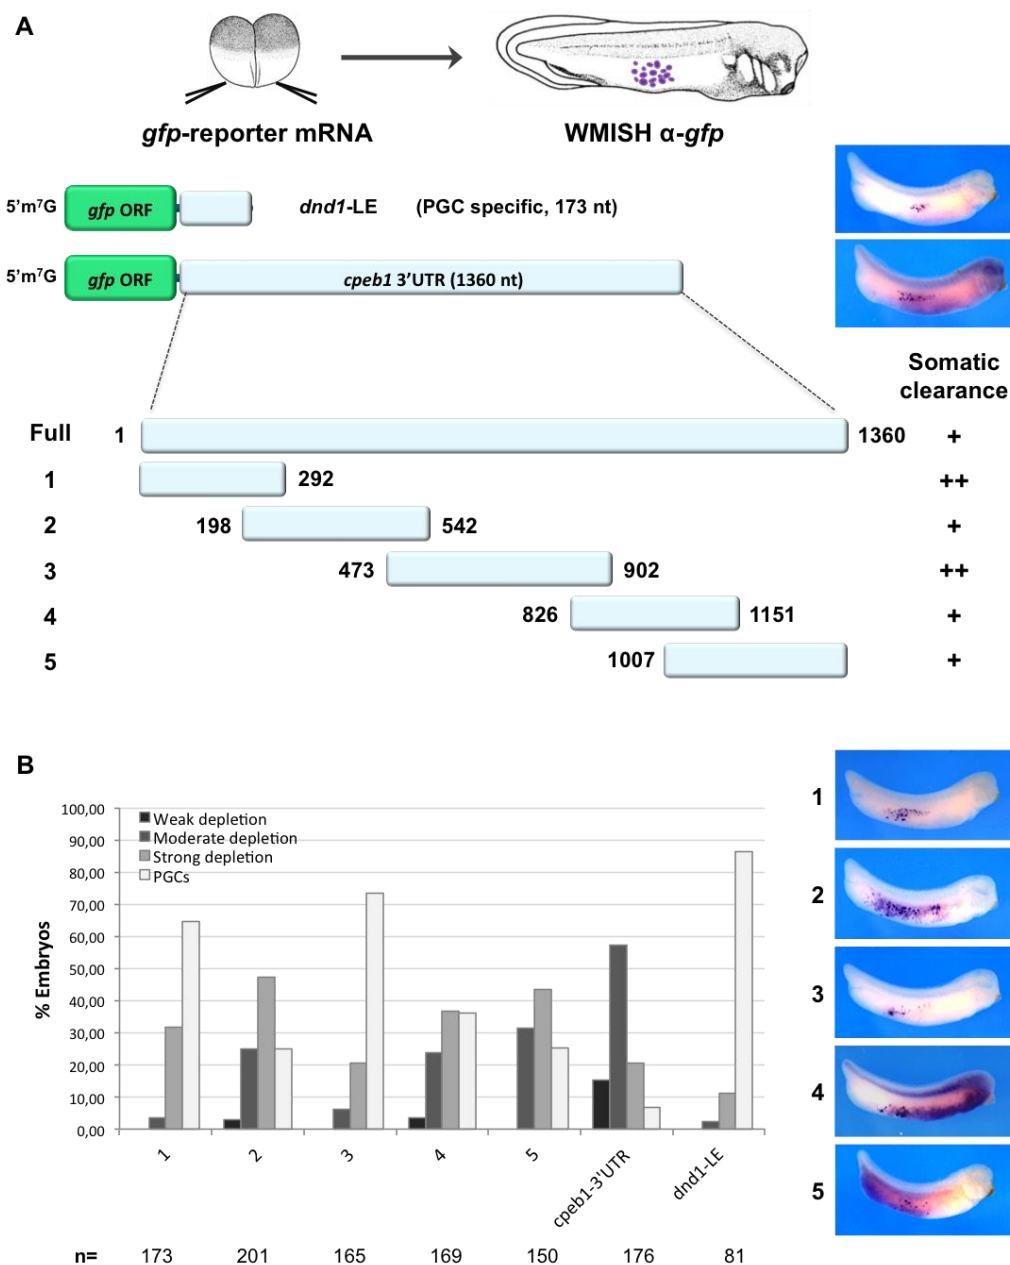 A
gfp-reporter mRNA
WMISH α-gfp
5'm⁷G gfp ORF dnd1-LE (PGC specific, 173 nt)
5'm⁷G gfp ORF cpeb1 3'UTR (1360 nt)
Somatic
clearance
Full 1 1360 +
1 292 ++
2 198 542 +
3 473 902 ++
4 826 1151 +
5 1007 +
B
% Embryos
100,00
90,00
80,00
70,00
60,00
50,00
40,00
30,00
20,00
10,00
0,00
Weak depletion
Moderate depletion
Strong depletion
PGCs
1 2 3 4 5 cpeb1-3'UTR dnd1-LE
n= 173 201 165 169 150 176 81
1
2
3
4
5